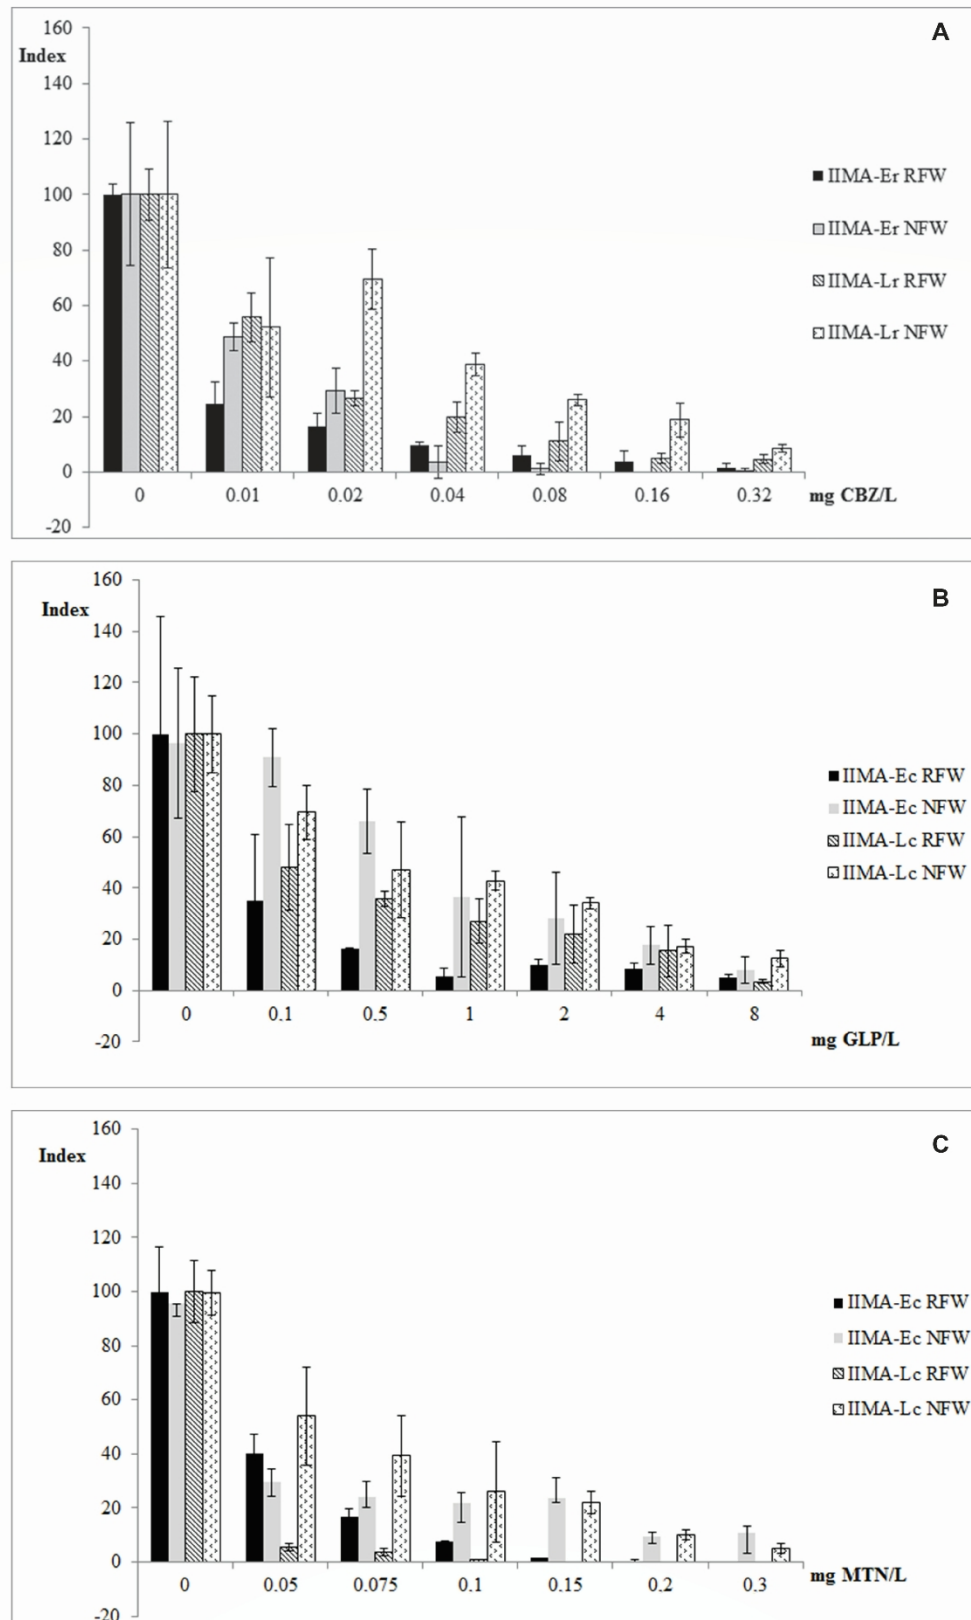 A
160
Index
140
120
100
80
60
40
20
0
-20
0 0.01 0.02 0.04 0.08 0.16 0.32 mg CBZ/L
IIMA-Er RFW
IIMA-Er NFW
IIMA-Lr RFW
IIMA-Lr NFW
B
160
Index
140
120
100
80
60
40
20
0
-20
0 0.1 0.5 1 2 4 8
mg GLP/L
IIMA-Ec RFW
IIMA-Ec NFW
IIMA-Lc RFW
IIMA-Lc NFW
C
160
Index
140
120
100
80
60
40
20
0
-20
0 0.05 0.075 0.1 0.15 0.2 0.3 mg MTN/L
IIMA-Ec RFW
IIMA-Ec NFW
IIMA-Lc RFW
IIMA-Lc NFW